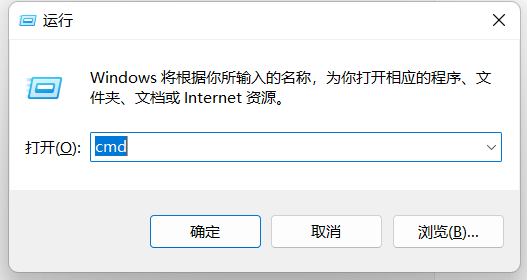 运行
Windows 将根据你所输入的名称，为你打开相应的程序、文
件夹、文档或 Internet 资源。
打开(O): cmd
确定 取消 浏览(B)...